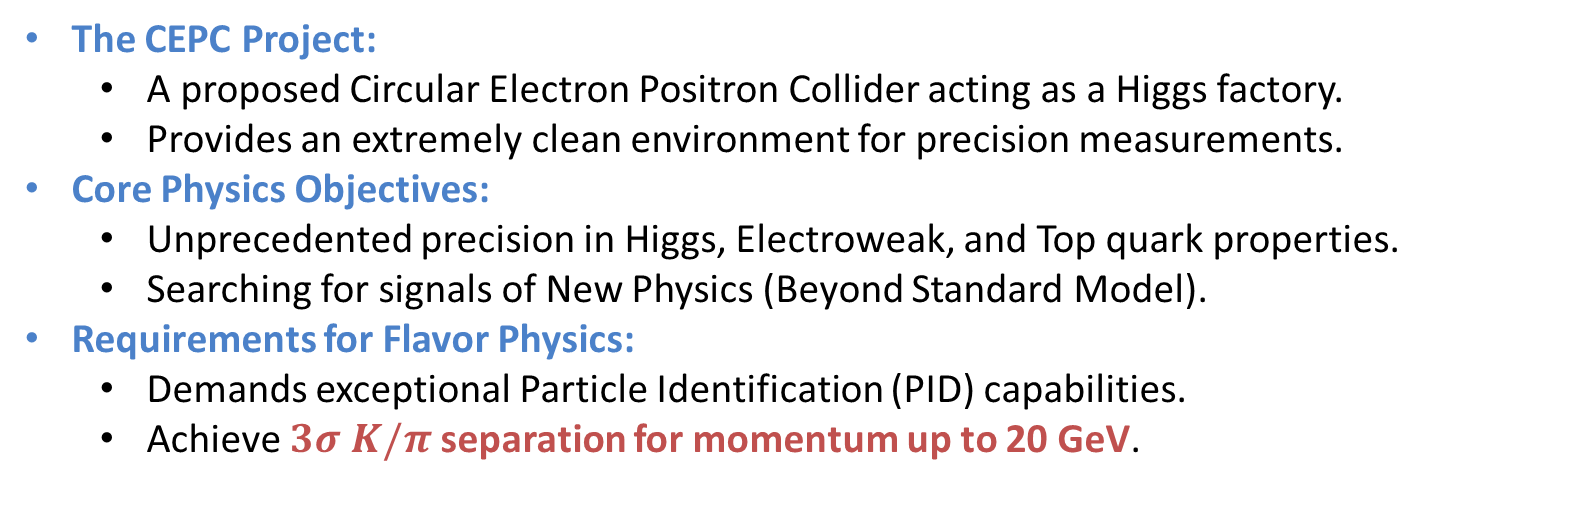 • The CEPC Project:
• A proposed Circular Electron Positron Collider acting as a Higgs factory.
• Provides an extremely clean environment for precision measurements.
• Core Physics Objectives:
• Unprecedented precision in Higgs, Electroweak, and Top quark properties.
• Searching for signals of New Physics (Beyond Standard Model).
• Requirements for Flavor Physics:
• Demands exceptional Particle Identification (PID) capabilities.
• Achieve 3σ K/π separation for momentum up to 20 GeV.